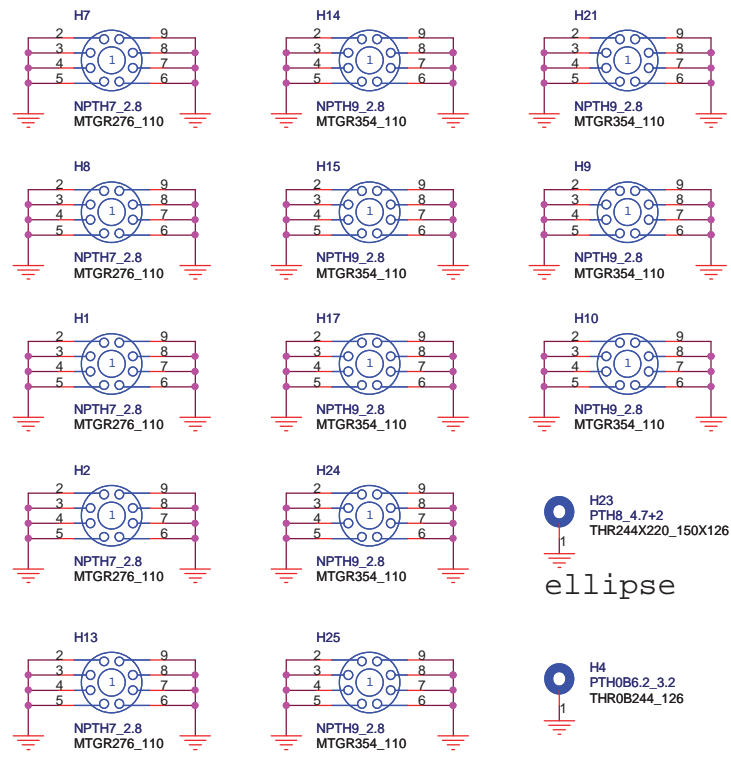 H7
2 9
3 8
4 1 7
5 6
NPTH7_2.8
MTGR276_110
H14
2 9
3 8
4 1 7
5 6
NPTH9_2.8
MTGR354_110
H21
2 9
3 8
4 1 7
5 6
NPTH9_2.8
MTGR354_110
H8
2 9
3 8
4 1 7
5 6
NPTH7_2.8
MTGR276_110
H15
2 9
3 8
4 1 7
5 6
NPTH9_2.8
MTGR354_110
H9
2 9
3 8
4 1 7
5 6
NPTH9_2.8
MTGR354_110
H1
2 9
3 8
4 1 7
5 6
NPTH7_2.8
MTGR276_110
H17
2 9
3 8
4 1 7
5 6
NPTH9_2.8
MTGR354_110
H10
2 9
3 8
4 1 7
5 6
NPTH9_2.8
MTGR354_110
H2
2 9
3 8
4 1 7
5 6
NPTH7_2.8
MTGR276_110
H24
2 9
3 8
4 1 7
5 6
NPTH9_2.8
MTGR354_110
H23
PTH8_4.7+2
THR244X220_150X126
1
ellipse
H13
2 9
3 8
4 1 7
5 6
NPTH7_2.8
MTGR276_110
H25
2 9
3 8
4 1 7
5 6
NPTH9_2.8
MTGR354_110
H4
PTH0B6.2_3.2
THR0B244_126
1